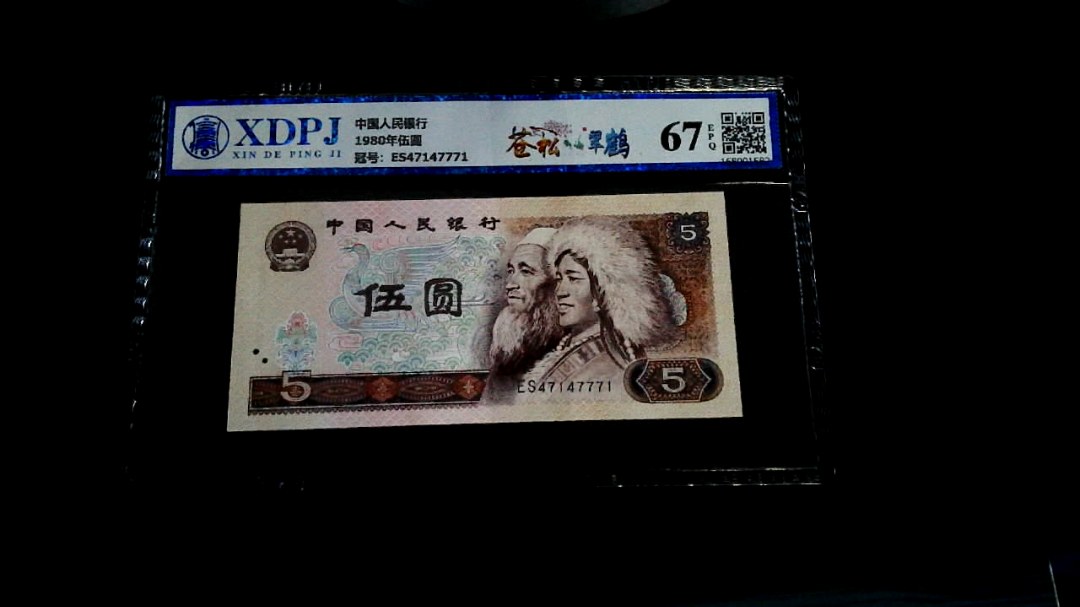 XDPJ
XIN DE PING JI
中国人民银行
1980年伍圆
冠号: ES47147771
苍松翠鹤
67
EPQ
中国人民银行
5
伍圆
5
ES47147771
5